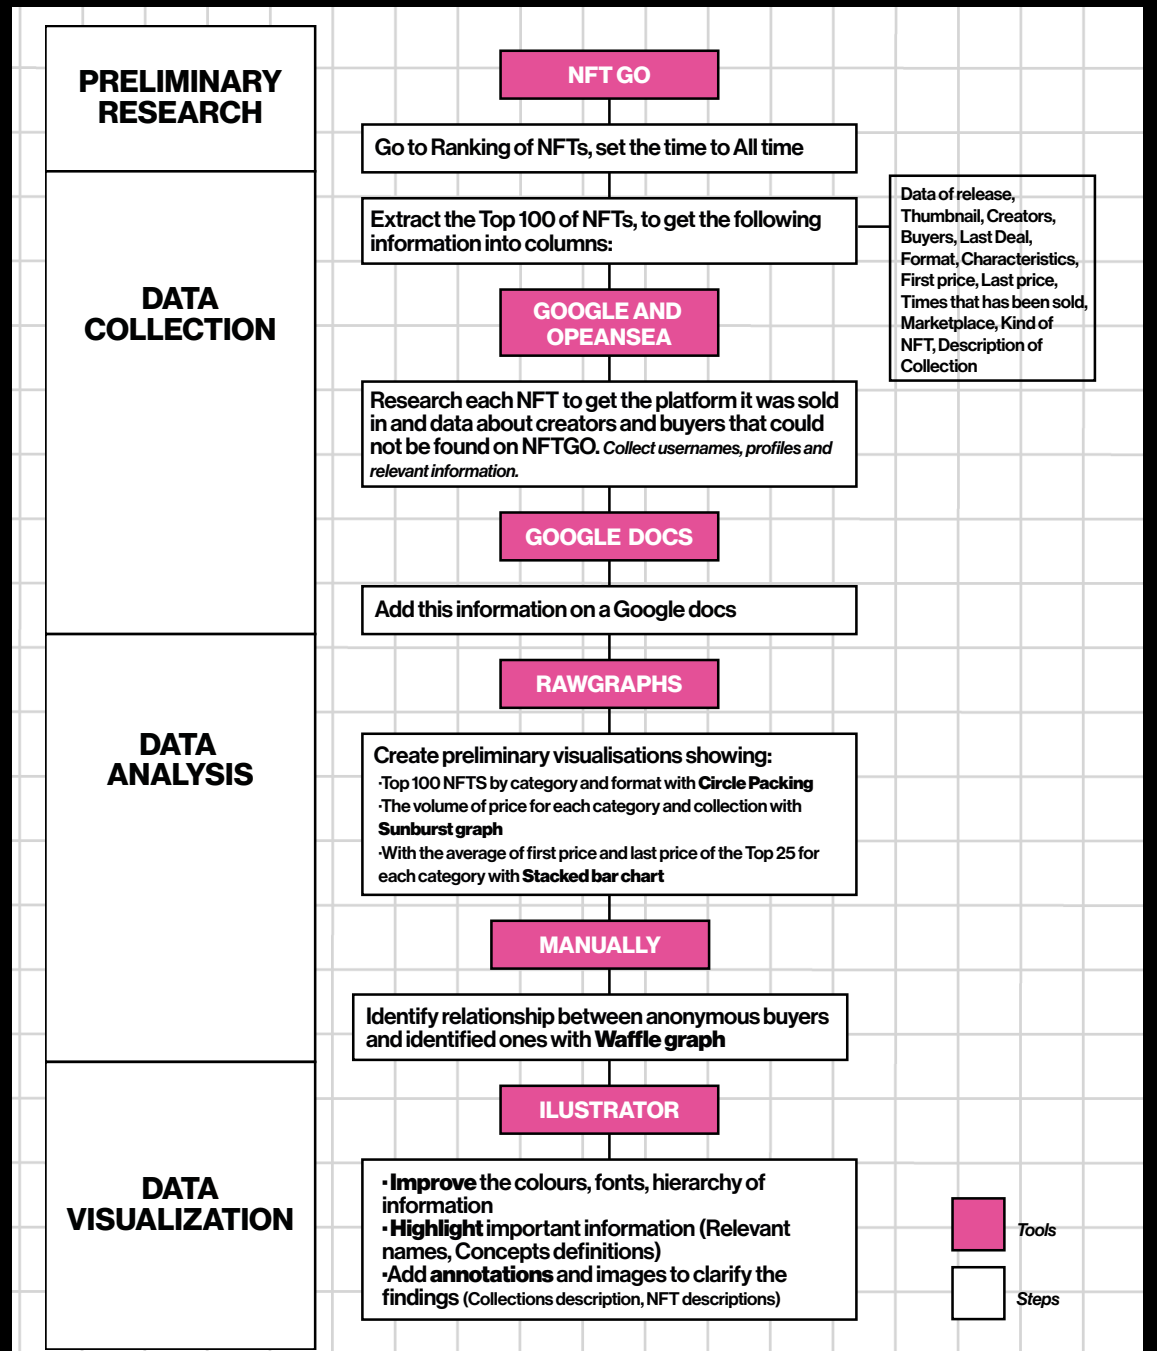 PRELIMINARY
RESEARCH
NFT GO
Go to Ranking of NFTs, set the time to All time
DATA
COLLECTION
Extract the Top 100 of NFTs, to get the following
information into columns:
Data of release,
Thumbnail, Creators,
Buyers, Last Deal,
Format, Characteristics,
First price, Last price,
Times that has been sold,
Marketplace, Kind of
NFT, Description of
Collection
GOOGLE AND
OPEANSEA
Research each NFT to get the platform it was sold
in and data about creators and buyers that could
not be found on NFTGO. Collect usernames, profiles and
relevant information.
GOOGLE DOCS
Add this information on a Google docs
DATA
ANALYSIS
RAWGRAPHS
Create preliminary visualisations showing:
·Top 100 NFTS by category and format with Circle Packing
·The volume of price for each category and collection with
Sunburst graph
·With the average of first price and last price of the Top 25 for
each category with Stacked bar chart
MANUALLY
Identify relationship between anonymous buyers
and identified ones with Waffle graph
DATA
VISUALIZATION
ILUSTRATOR
· Improve the colours, fonts, hierarchy of
information
· Highlight important information (Relevant
names, Concepts definitions)
·Add annotations and images to clarify the
findings (Collections description, NFT descriptions)
Tools
Steps